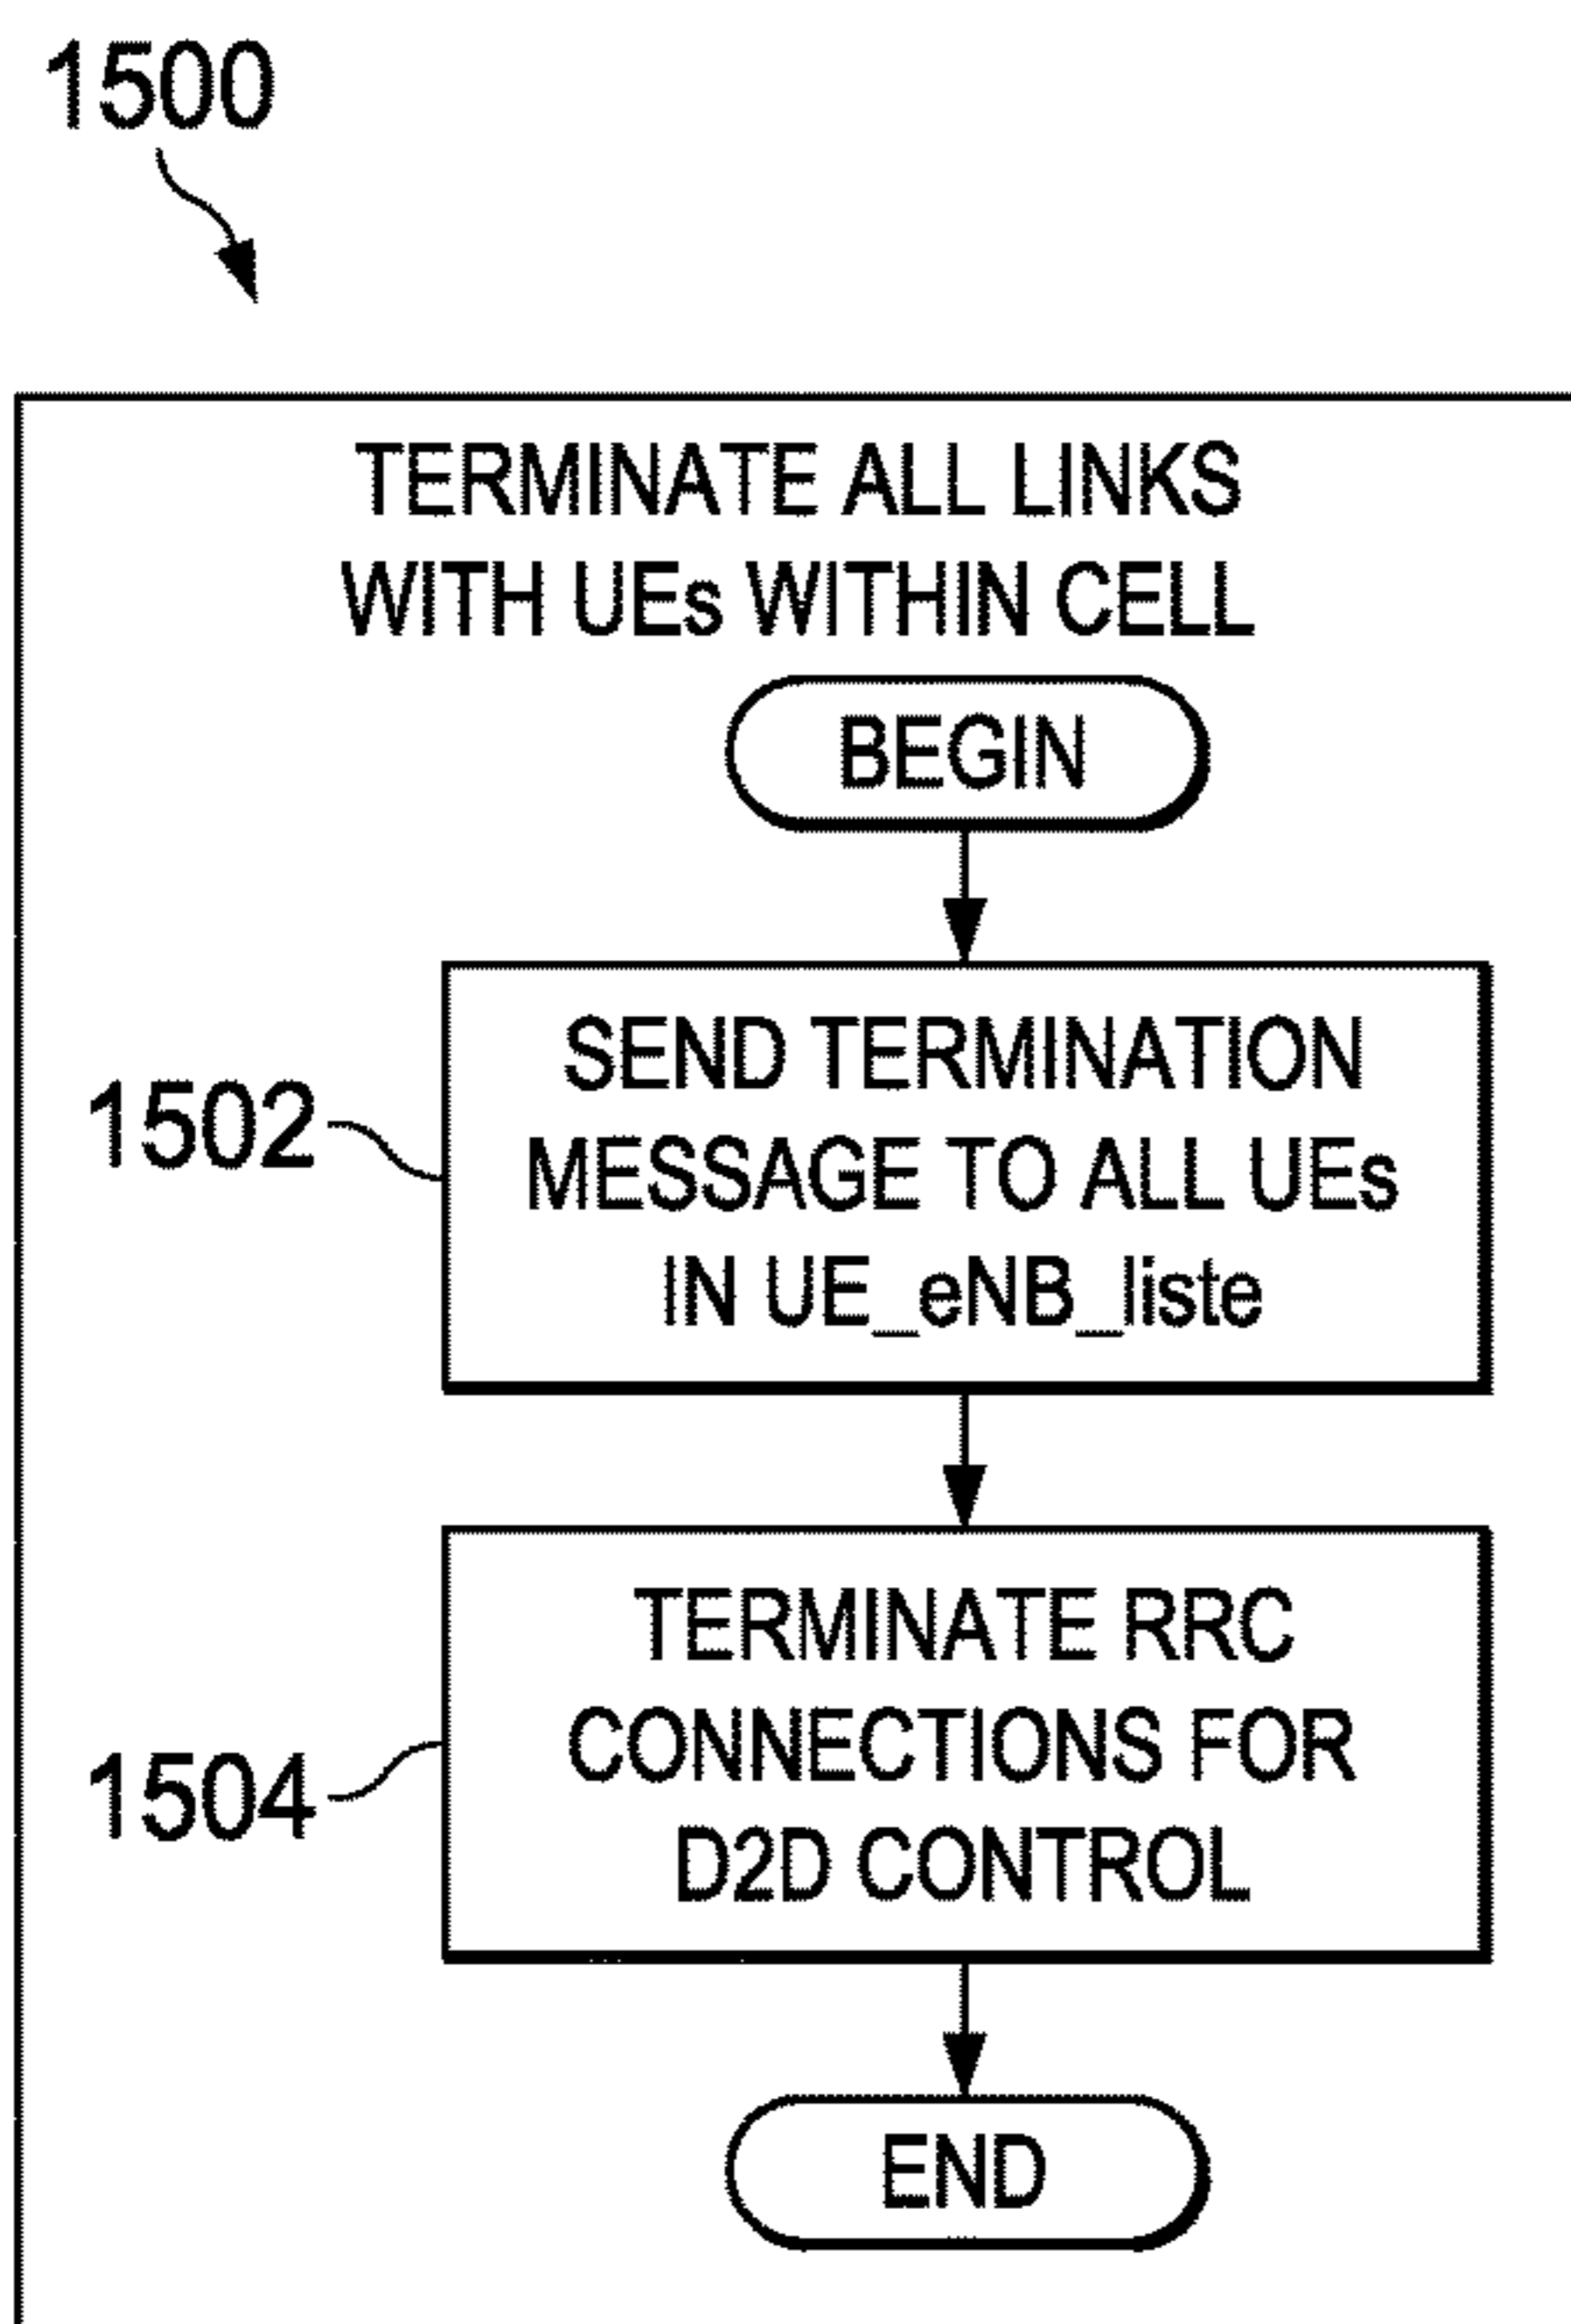 1500
TERMINATE ALL LINKS
WITH UEs WITHIN CELL
BEGIN
1502
SEND TERMINATION
MESSAGE TO ALL UEs
IN UE_eNB_liste
1504
TERMINATE RRC
CONNECTIONS FOR
D2D CONTROL
END